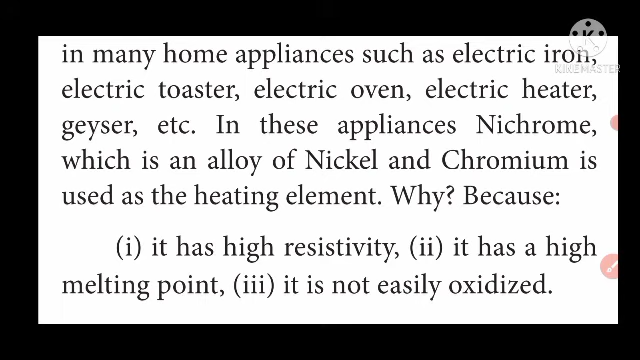 KINEMASTER
in many home appliances such as electric iron,
electric toaster, electric oven, electric heater,
geyser, etc. In these appliances Nichrome,
which is an alloy of Nickel and Chromium is
used as the heating element. Why? Because:
(i) it has high resistivity, (ii) it has a high
melting point, (iii) it is not easily oxidized.